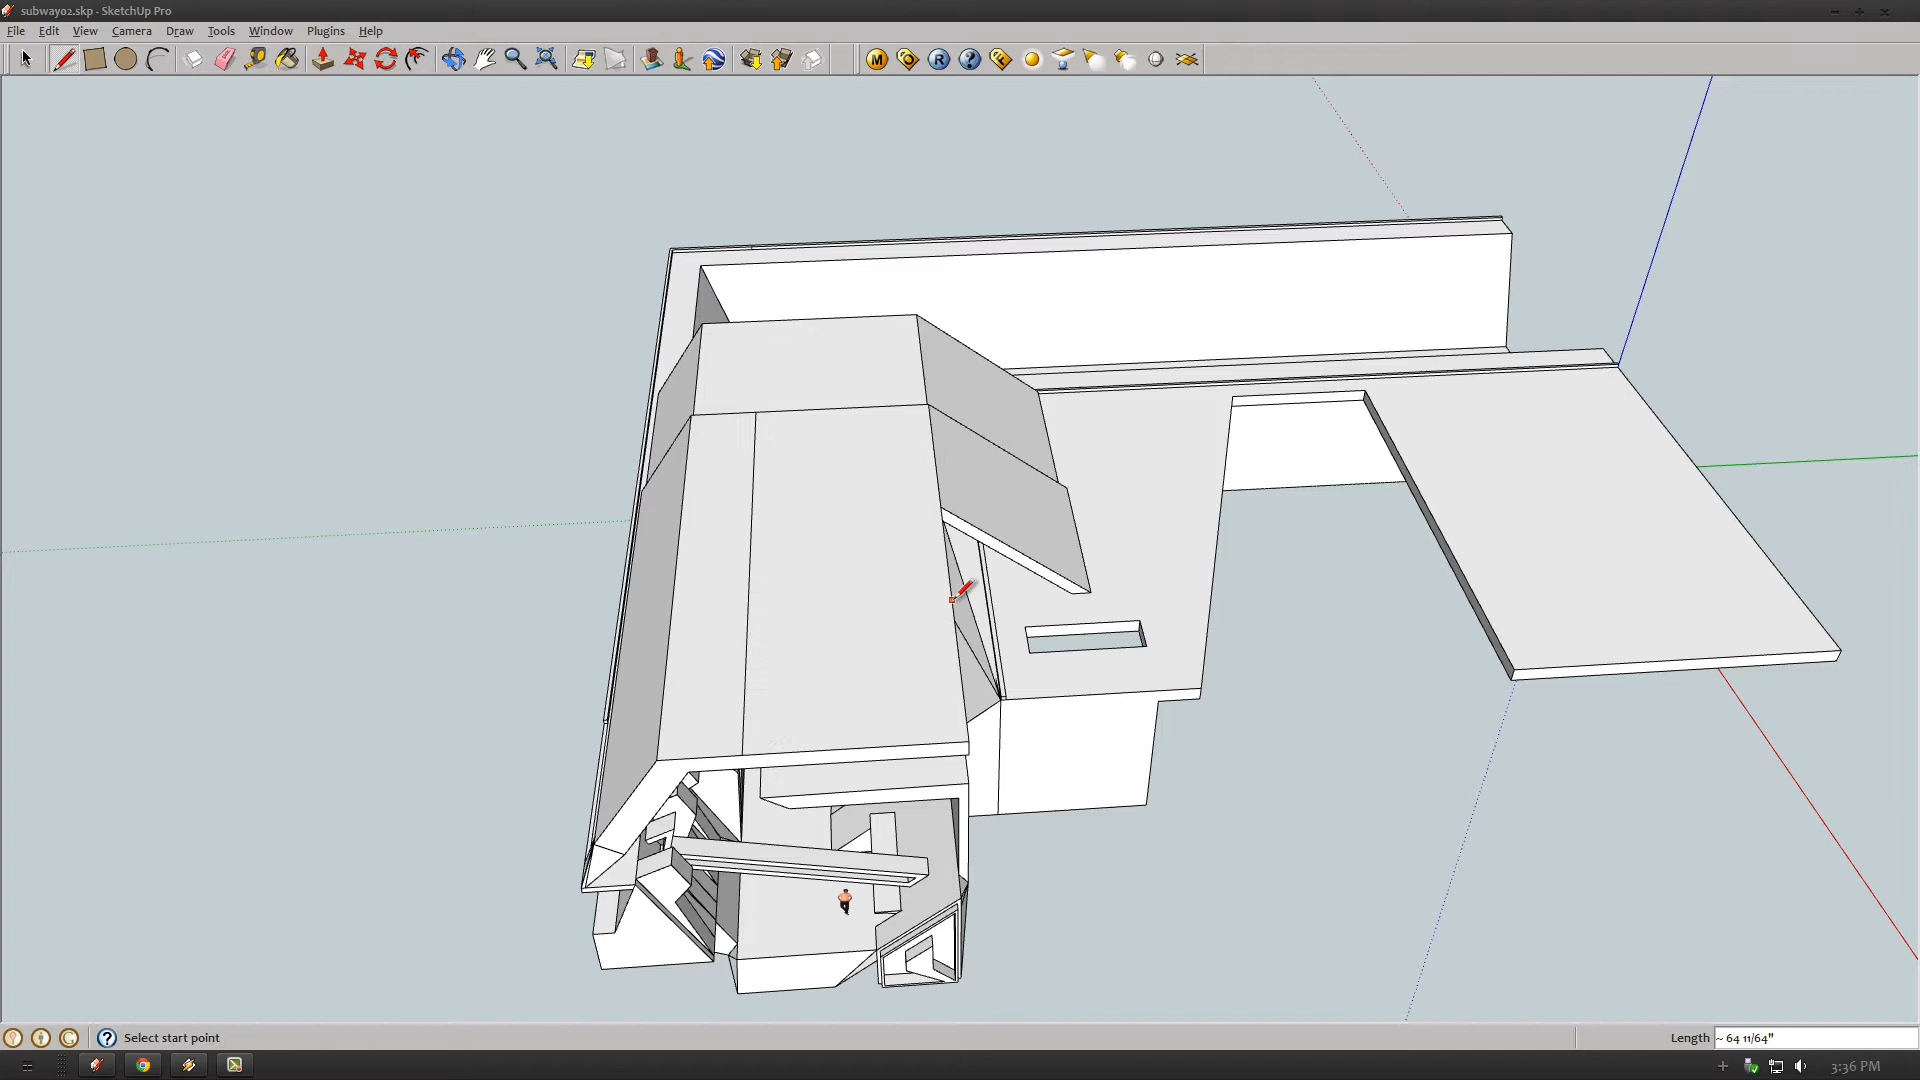 subway02.skp - SketchUp Pro
File Edit View Camera Draw Tools Window Plugins Help
M R ?
? Select start point
Length ~ 64 11/64"
3:36 PM